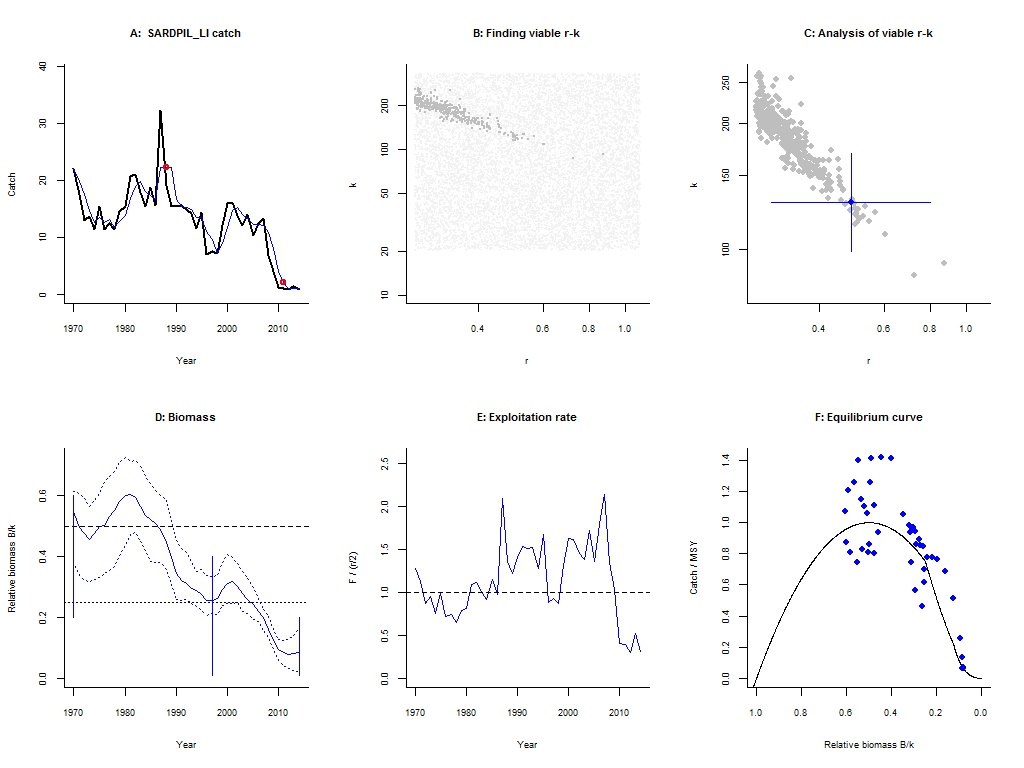 A:  SARDPIL_LI catch
Catch
40
30
20
10
0
1970 1980 1990 2000 2010
Year
B: Finding viable r-k
k
200
100
50
20
10
0.4 0.6 0.8 1.0
r
C: Analysis of viable r-k
k
250
200
150
100
0.4 0.6 0.8 1.0
r
D: Biomass
Relative biomass B/k
0.6
0.4
0.2
0.0
1970 1980 1990 2000 2010
Year
E: Exploitation rate
F / (r/2)
2.5
2.0
1.5
1.0
0.5
0.0
1970 1980 1990 2000 2010
Year
F: Equilibrium curve
Catch / MSY
1.4
1.2
1.0
0.8
0.6
0.4
0.2
0.0
1.0 0.8 0.6 0.4 0.2 0.0
Relative biomass B/k